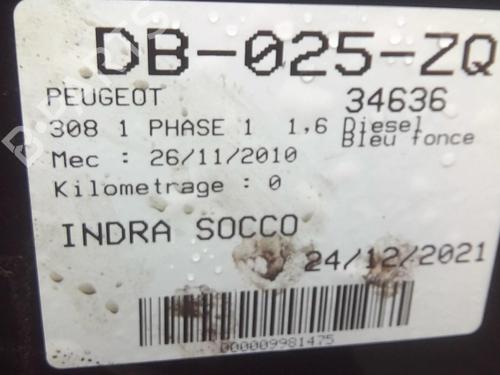 DB-025-ZQ
PEUGEOT 34636
308 1 PHASE 1 1,6 Diesel
Bleu fonce
Mec : 26/11/2010
Kilometrage : 0
INDRA SOCCO
24/12/2021
000009981475